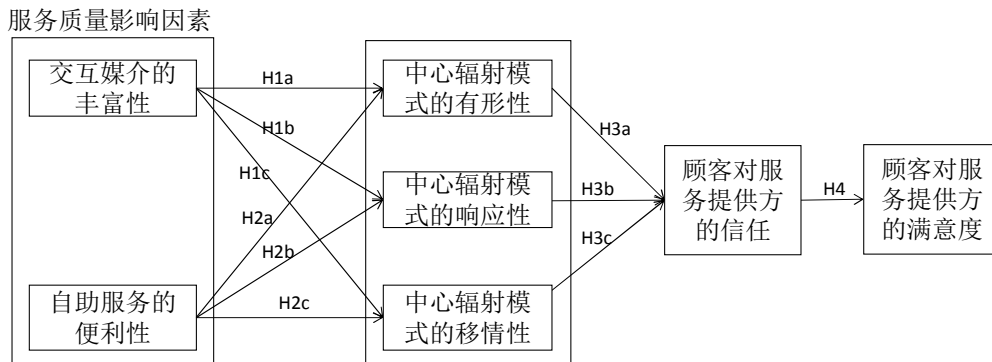 服务质量影响因素
交互媒介的
丰富性
自助服务的
便利性
H1a
H1b
H1c
H2a
H2b
H2c
中心辐射模
式的有形性
中心辐射模
式的响应性
中心辐射模
式的移情性
H3a
H3b
H3c
顾客对服
务提供方
的信任
H4
顾客对服
务提供方
的满意度